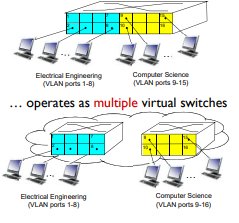 Electrical Engineering
(VLAN ports 1-8)
Computer Science
(VLAN ports 9-15)
… operates as multiple virtual switches
Electrical Engineering
(VLAN ports 1-8)
Computer Science
(VLAN ports 9-16)